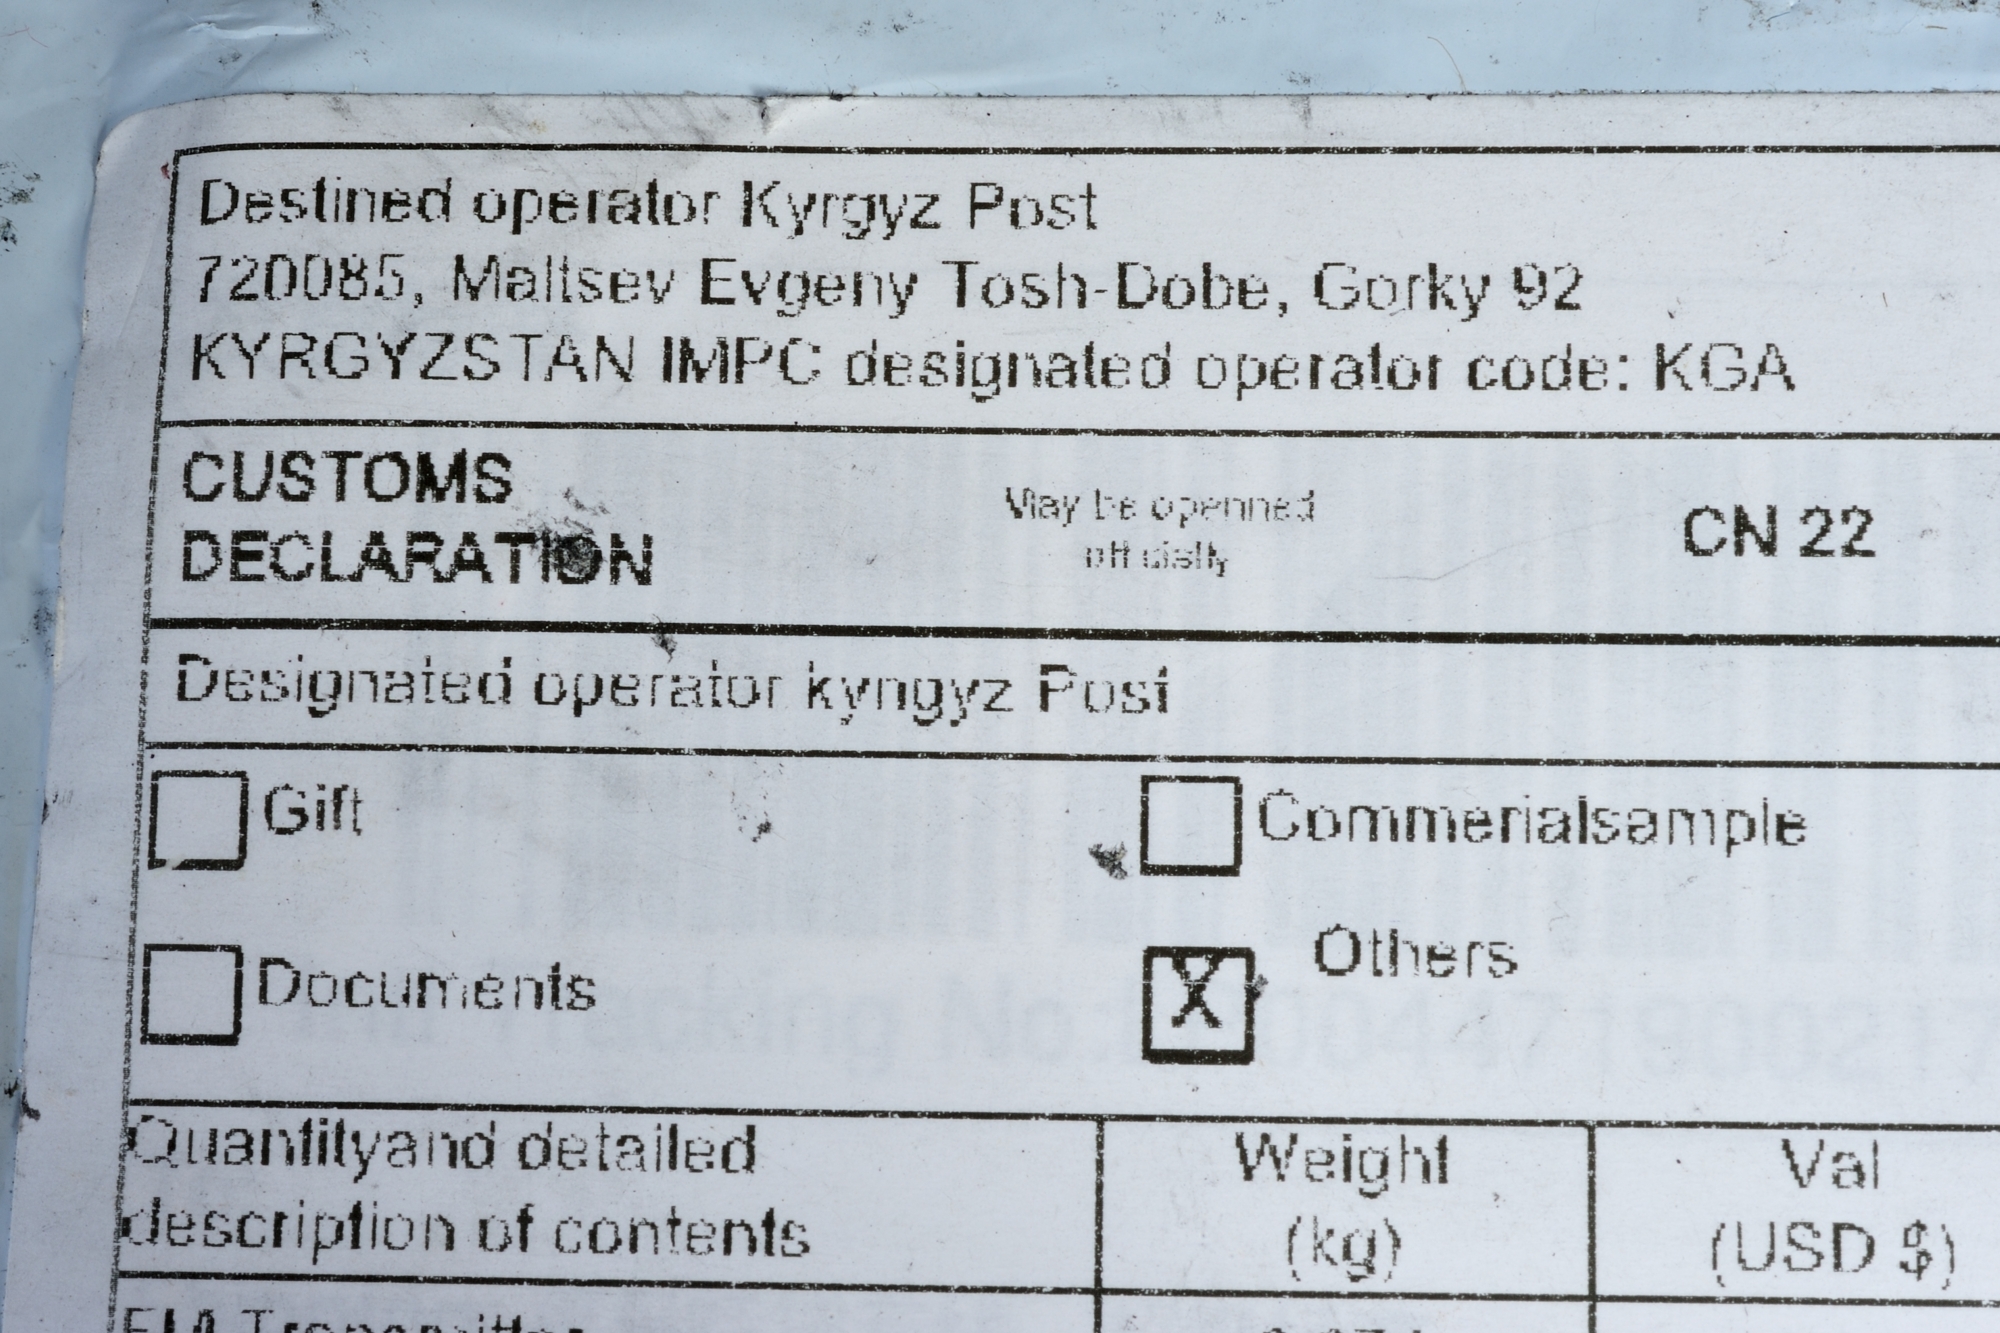 Destined operator Kyrgyz Post
720085, Maltsev Evgeny Tosh-Dobe, Gorky 92
KYRGYZSTAN IMPC designated operator code: KGA
CUSTOMS
DECLARATION
May be openned
officially
CN 22
Designated operator kyngyz Post
Gift
Commerialsample
Documents
X
Others
Quantityand detailed
description of contents
Weight
(kg)
Val
(USD $)
Transmitter